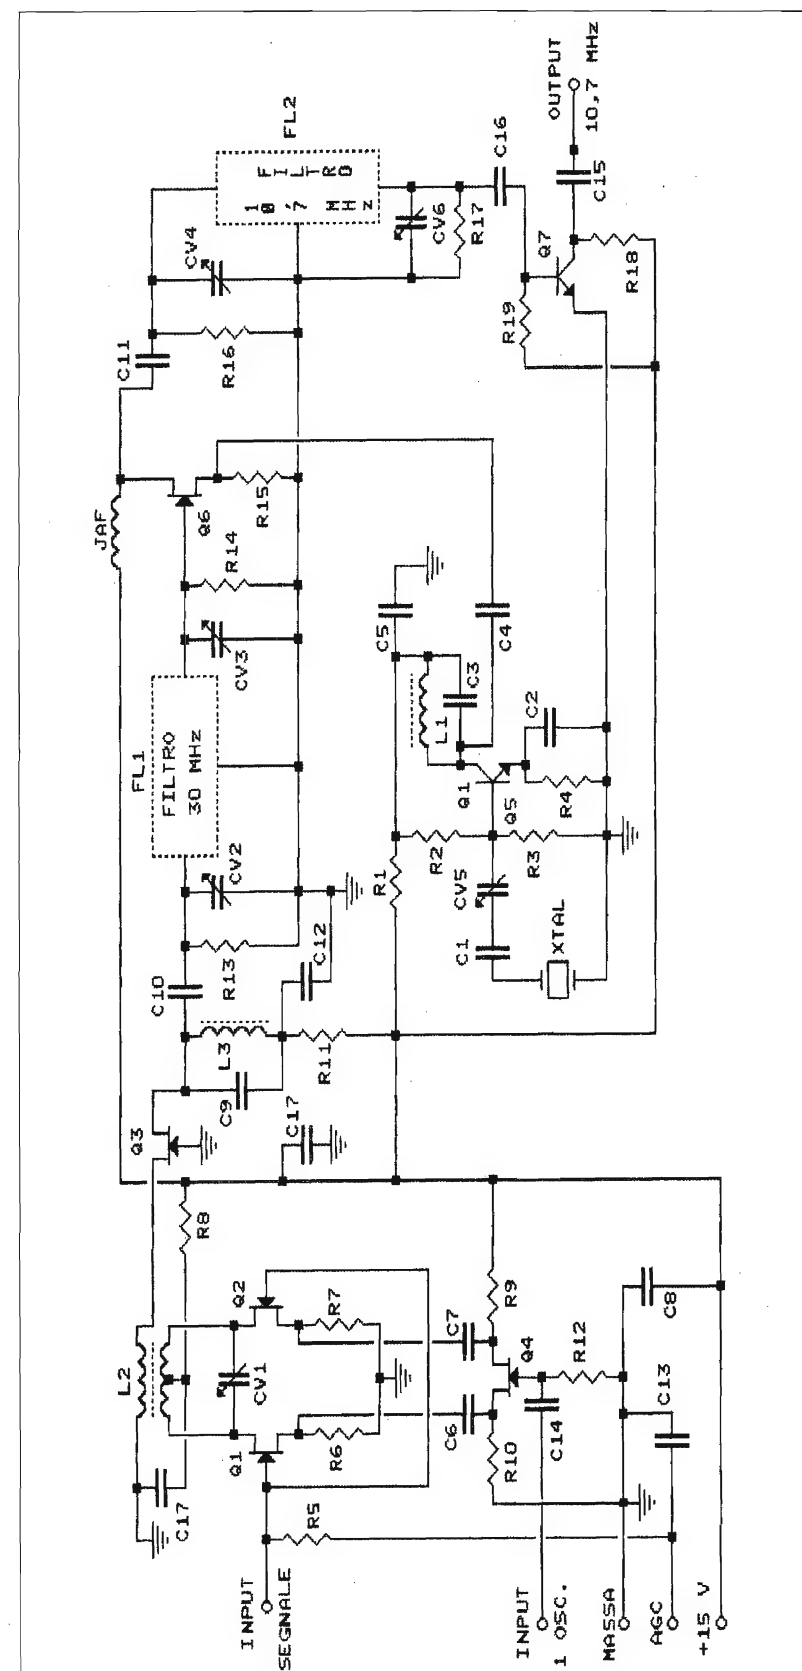 INPUT
SEGNALE
INPUT
1 OSC.
MASSA
AGC
+15 V
C17
L2
Q1
CV1
Q2
R5
R6
R7
R8
C6
C7
R10
R9
Q4
C14
R12
C13
C8
Q3
C17
C9
L3
C10
R11
R13
C12
CV2
FL1
FILTRO
30 MHz
CV3
R14
Q6
R15
JAF
R1
R2
R3
CV5
C1
XTAL
Q1
Q5
L1
C3
C5
C4
C2
R4
C11
R16
CV4
FL2
FILTRO
10,7 MHz
CV6
R17
C16
R19
Q7
R18
C15
OUTPUT
10,7 MHz